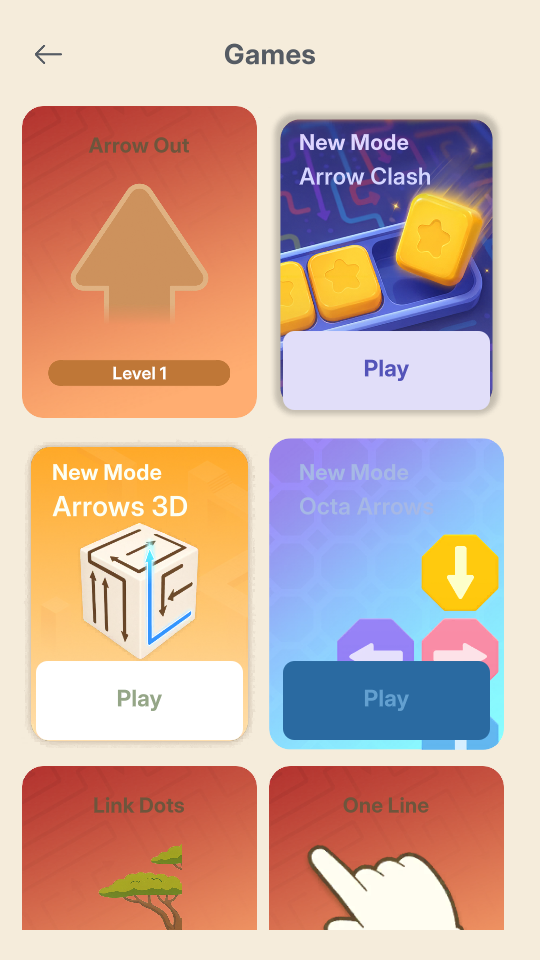 Games
Arrow Out
Level 1
New Mode
Arrow Clash
Play
New Mode
Arrows 3D
Play
New Mode
Octa Arrows
Play
Link Dots
One Line